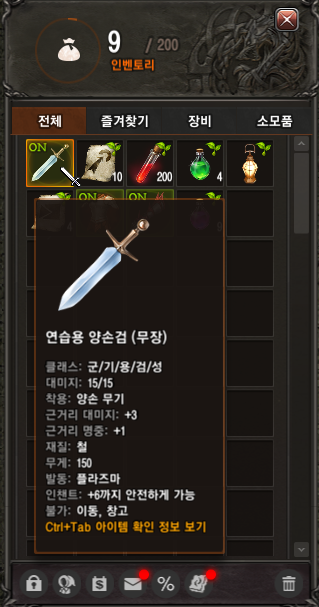 9 / 200
인벤토리
전체 즐겨찾기 장비 소모품
ON 10 200 4
ON ON
연습용 양손검 (무장)
클래스: 군/기/용/검/성
대미지: 15/15
착용: 양손 무기
근거리 대미지: +3
근거리 명중: +1
재질: 철
무게: 150
발동: 플라즈마
인챈트: +6까지 안전하게 가능
불가: 이동, 창고
Ctrl+Tab 아이템 확인 정보 보기